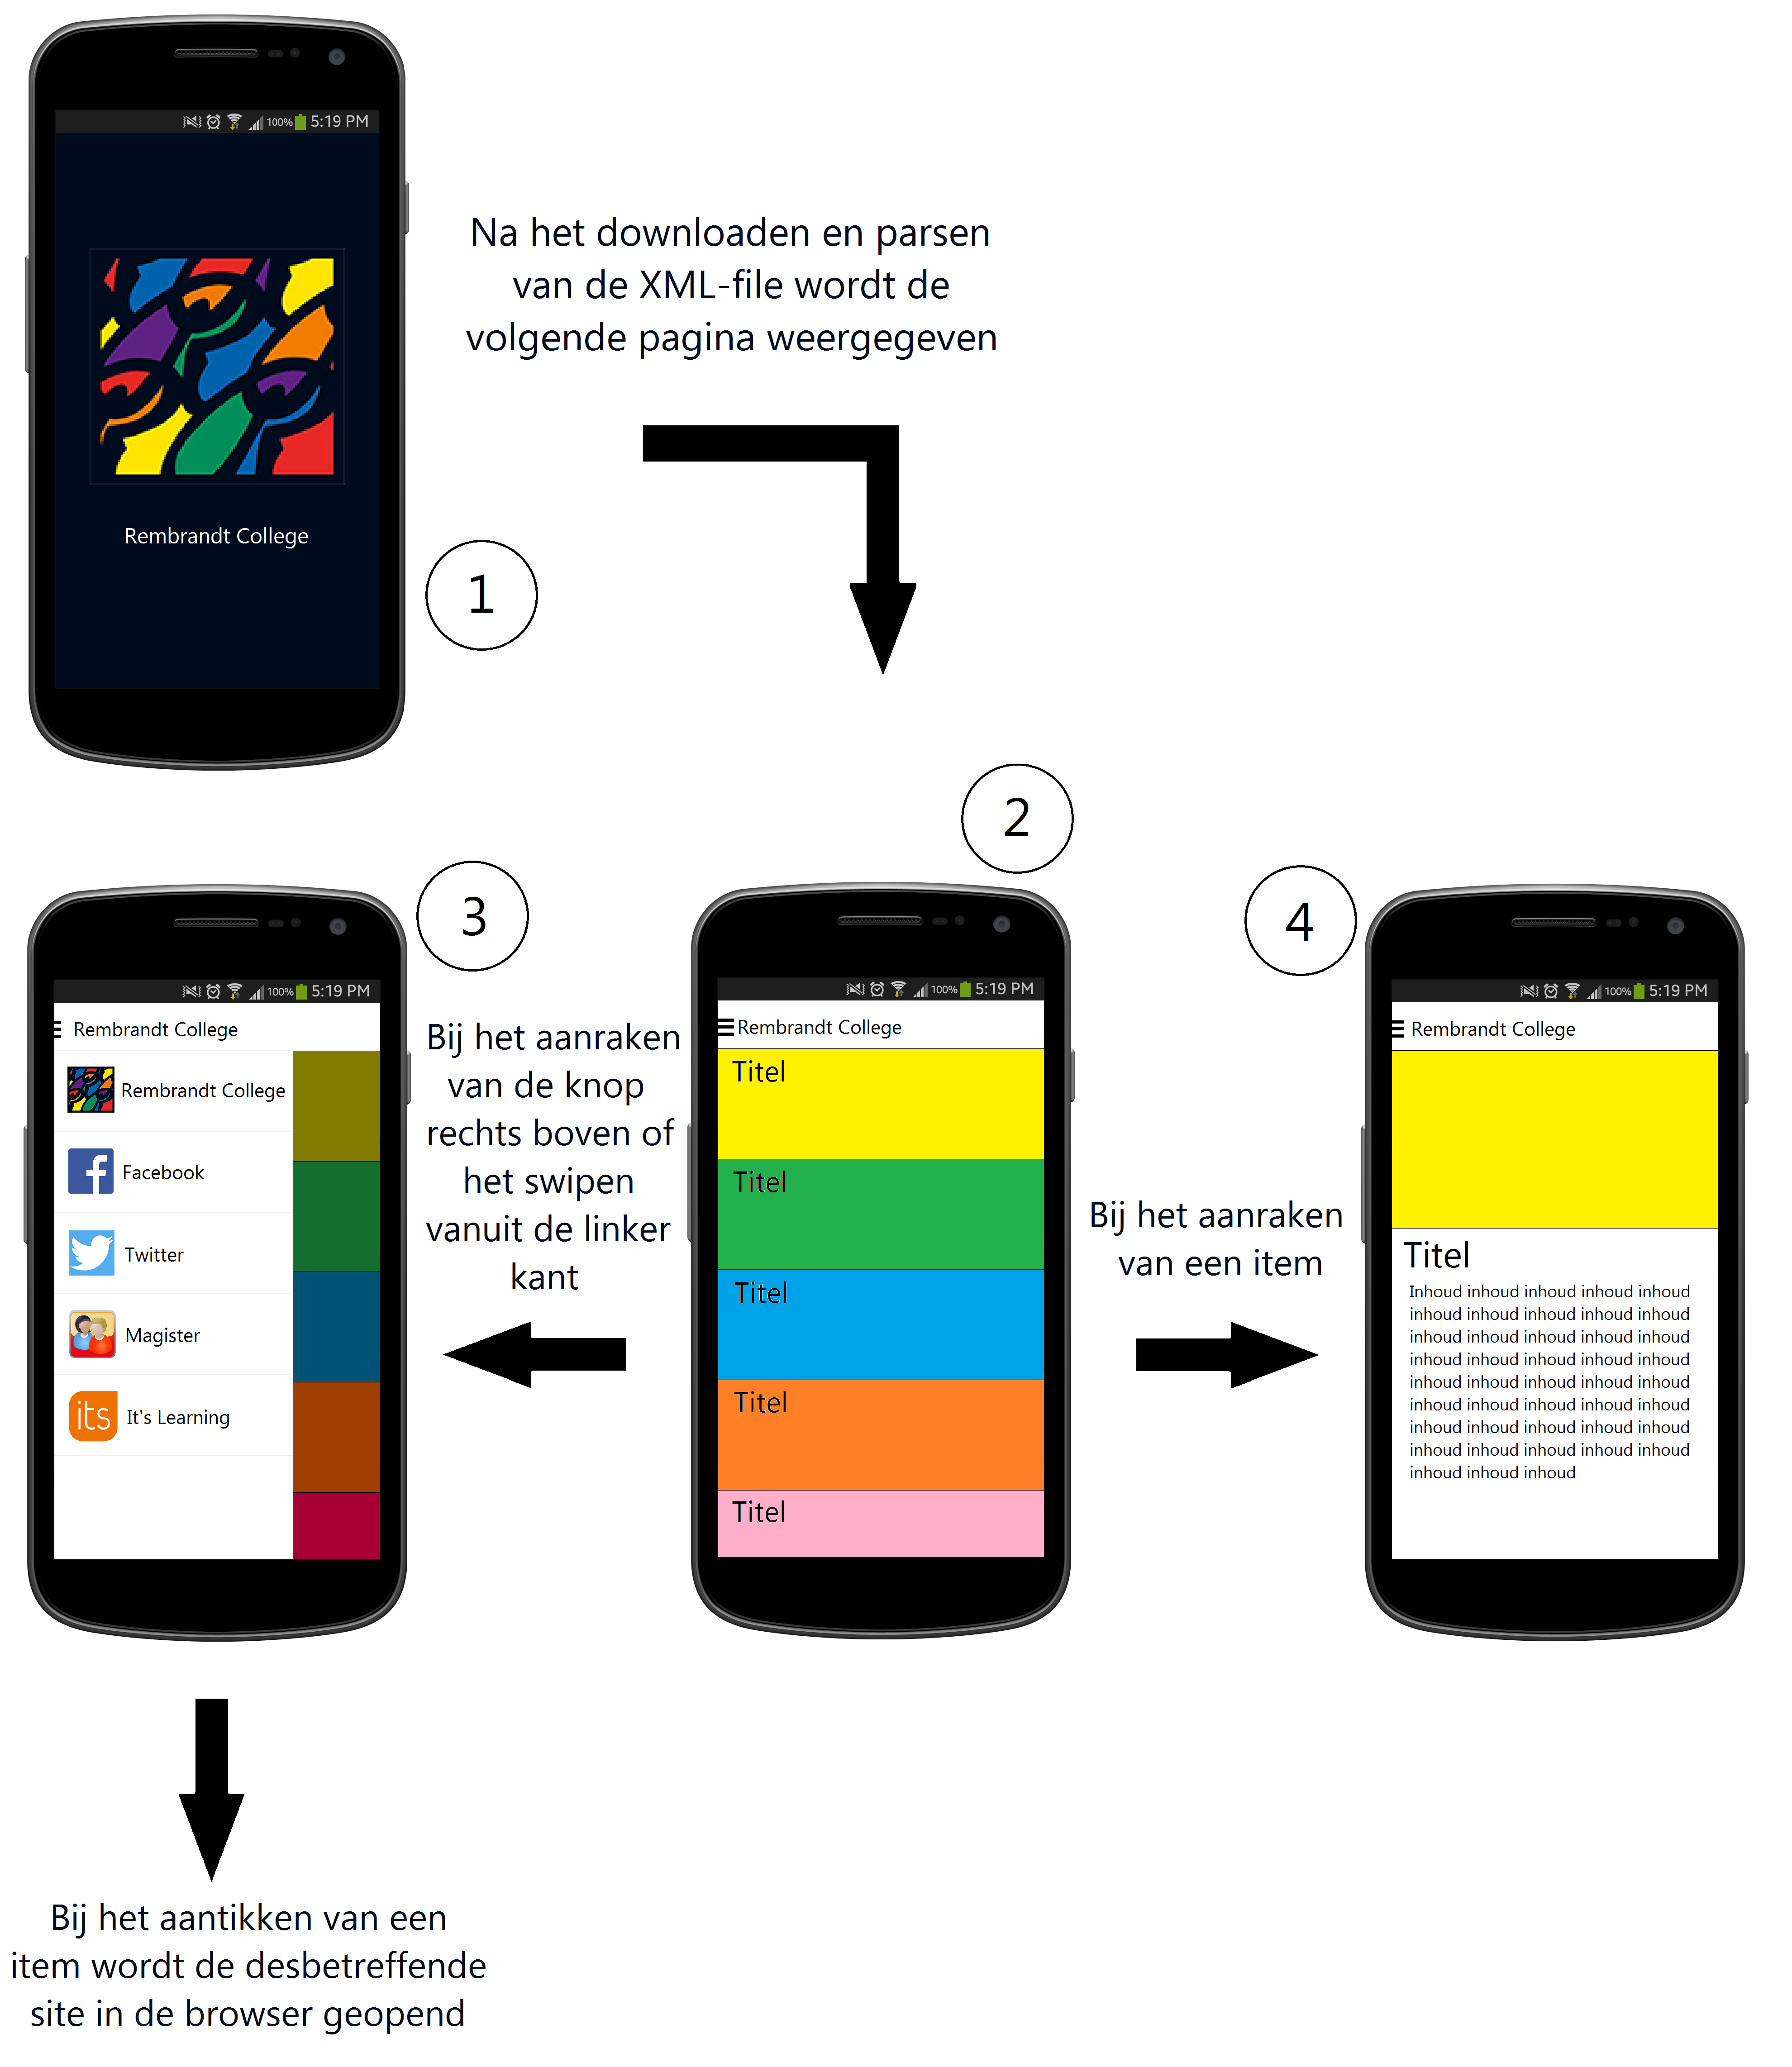 100% 5:19 PM
Rembrandt College
Na het downloaden en parsen
van de XML-file wordt de
volgende pagina weergegeven
1
2
3
100% 5:19 PM
Rembrandt College
Rembrandt College
Facebook
Twitter
Magister
its It's Learning
Bij het aanraken
van de knop
rechts boven of
het swipen
vanuit de linker
kant
100% 5:19 PM
Rembrandt College
Titel
Titel
Titel
Titel
Titel
Bij het aanraken
van een item
4
100% 5:19 PM
Rembrandt College
Titel
Inhoud inhoud inhoud inhoud inhoud
inhoud inhoud inhoud inhoud inhoud
inhoud inhoud inhoud inhoud inhoud
inhoud inhoud inhoud inhoud inhoud
inhoud inhoud inhoud inhoud inhoud
inhoud inhoud inhoud inhoud inhoud
inhoud inhoud inhoud inhoud inhoud
inhoud inhoud inhoud inhoud inhoud
inhoud inhoud inhoud
Bij het aantikken van een
item wordt de desbetreffende
site in de browser geopend